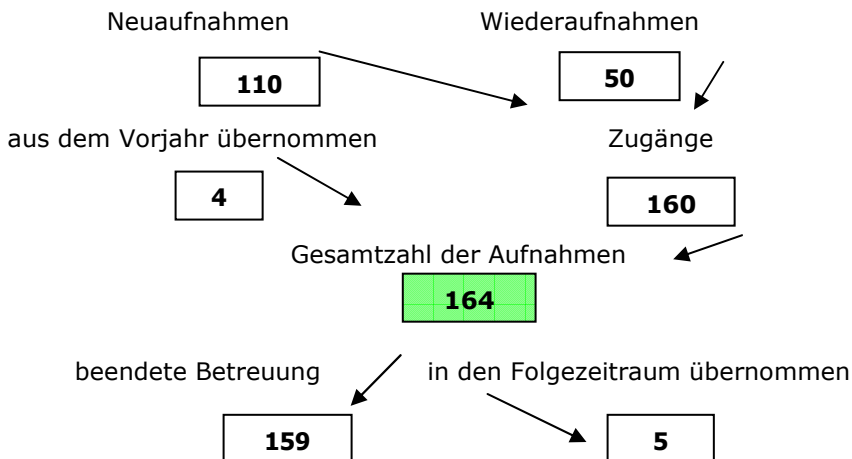 Neuaufnahmen Wiederaufnahmen
110 50
aus dem Vorjahr übernommen Zugänge
4 160
Gesamtzahl der Aufnahmen
164
beendete Betreuung in den Folgezeitraum übernommen
159 5